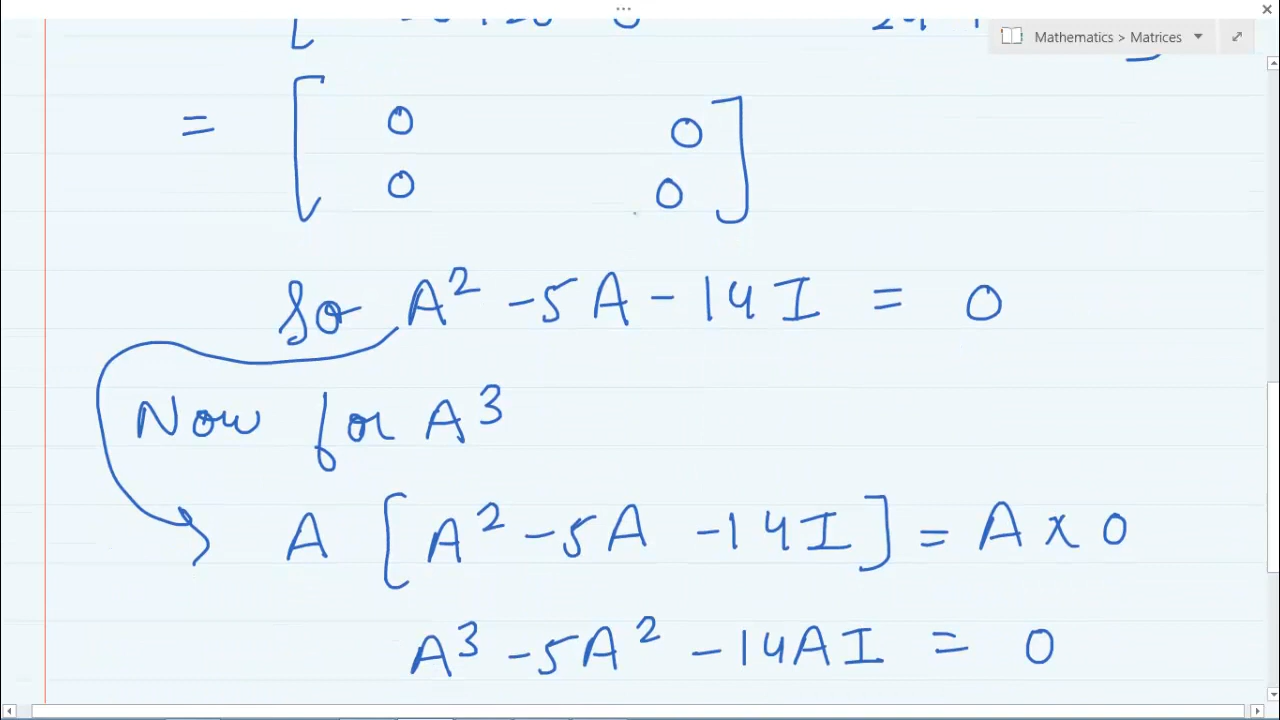 Mathematics > Matrices
= [ 0 0
0 0 ]
So A² - 5A - 14I = 0
Now for A³
A [ A² - 5A - 14I ] = A x 0
A³ - 5A² - 14AI = 0